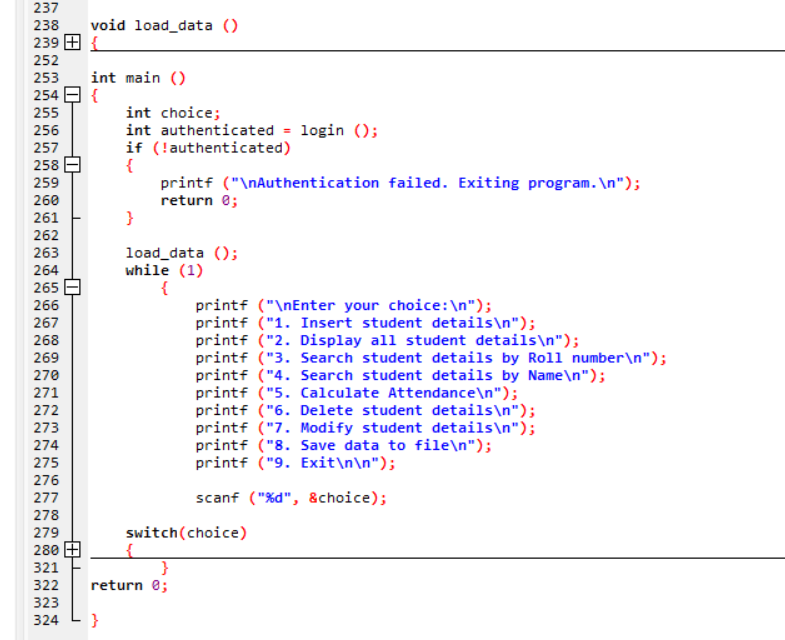 237
238 void load_data ()
239 {
252
253 int main ()
254 {
255 int choice;
256 int authenticated = login ();
257 if (!authenticated)
258 {
259 printf ("\nAuthentication failed. Exiting program.\n");
260 return 0;
261 }
262
263 load_data ();
264 while (1)
265 {
266 printf ("\nEnter your choice:\n");
267 printf ("1. Insert student details\n");
268 printf ("2. Display all student details\n");
269 printf ("3. Search student details by Roll number\n");
270 printf ("4. Search student details by Name\n");
271 printf ("5. Calculate Attendance\n");
272 printf ("6. Delete student details\n");
273 printf ("7. Modify student details\n");
274 printf ("8. Save data to file\n");
275 printf ("9. Exit\n\n");
276
277 scanf ("%d", &choice);
278
279 switch(choice)
280 {
321 }
322 return 0;
323
324 }